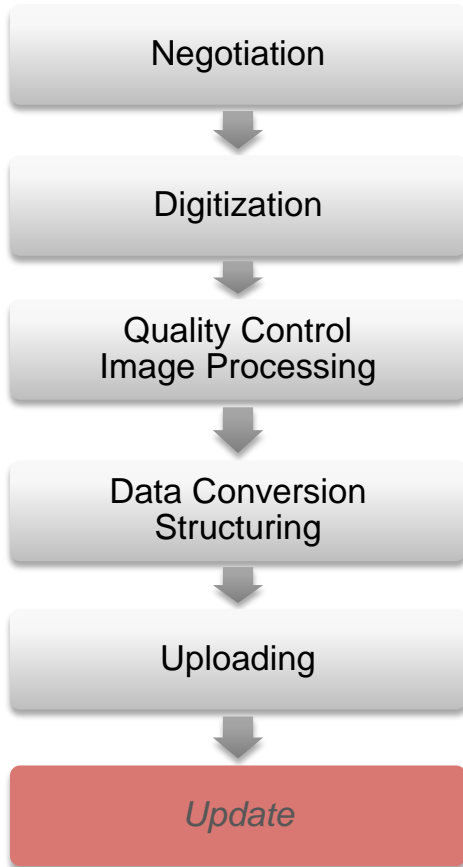 Negotiation
Digitization
Quality Control
Image Processing
Data Conversion
Structuring
Uploading
Update